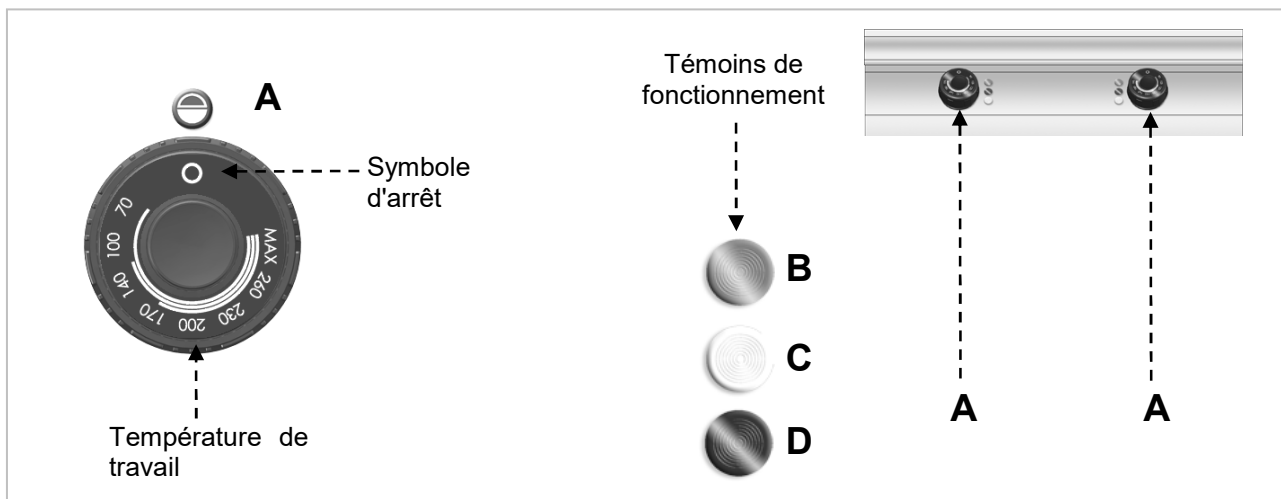 A
Symbole
d'arrêt
70
100
140
170
200
230
260
MAX
Température de
travail
Témoins de
fonctionnement
B
C
D
A
A